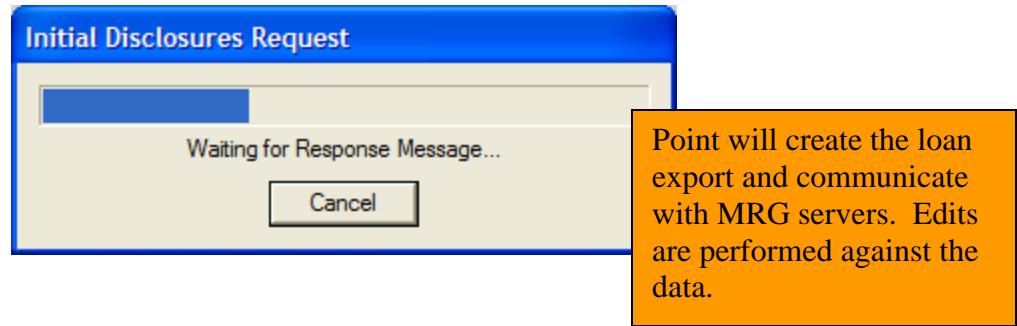 Initial Disclosures Request
Waiting for Response Message...
Cancel
Point will create the loan
export and communicate
with MRG servers.  Edits
are performed against the
data.